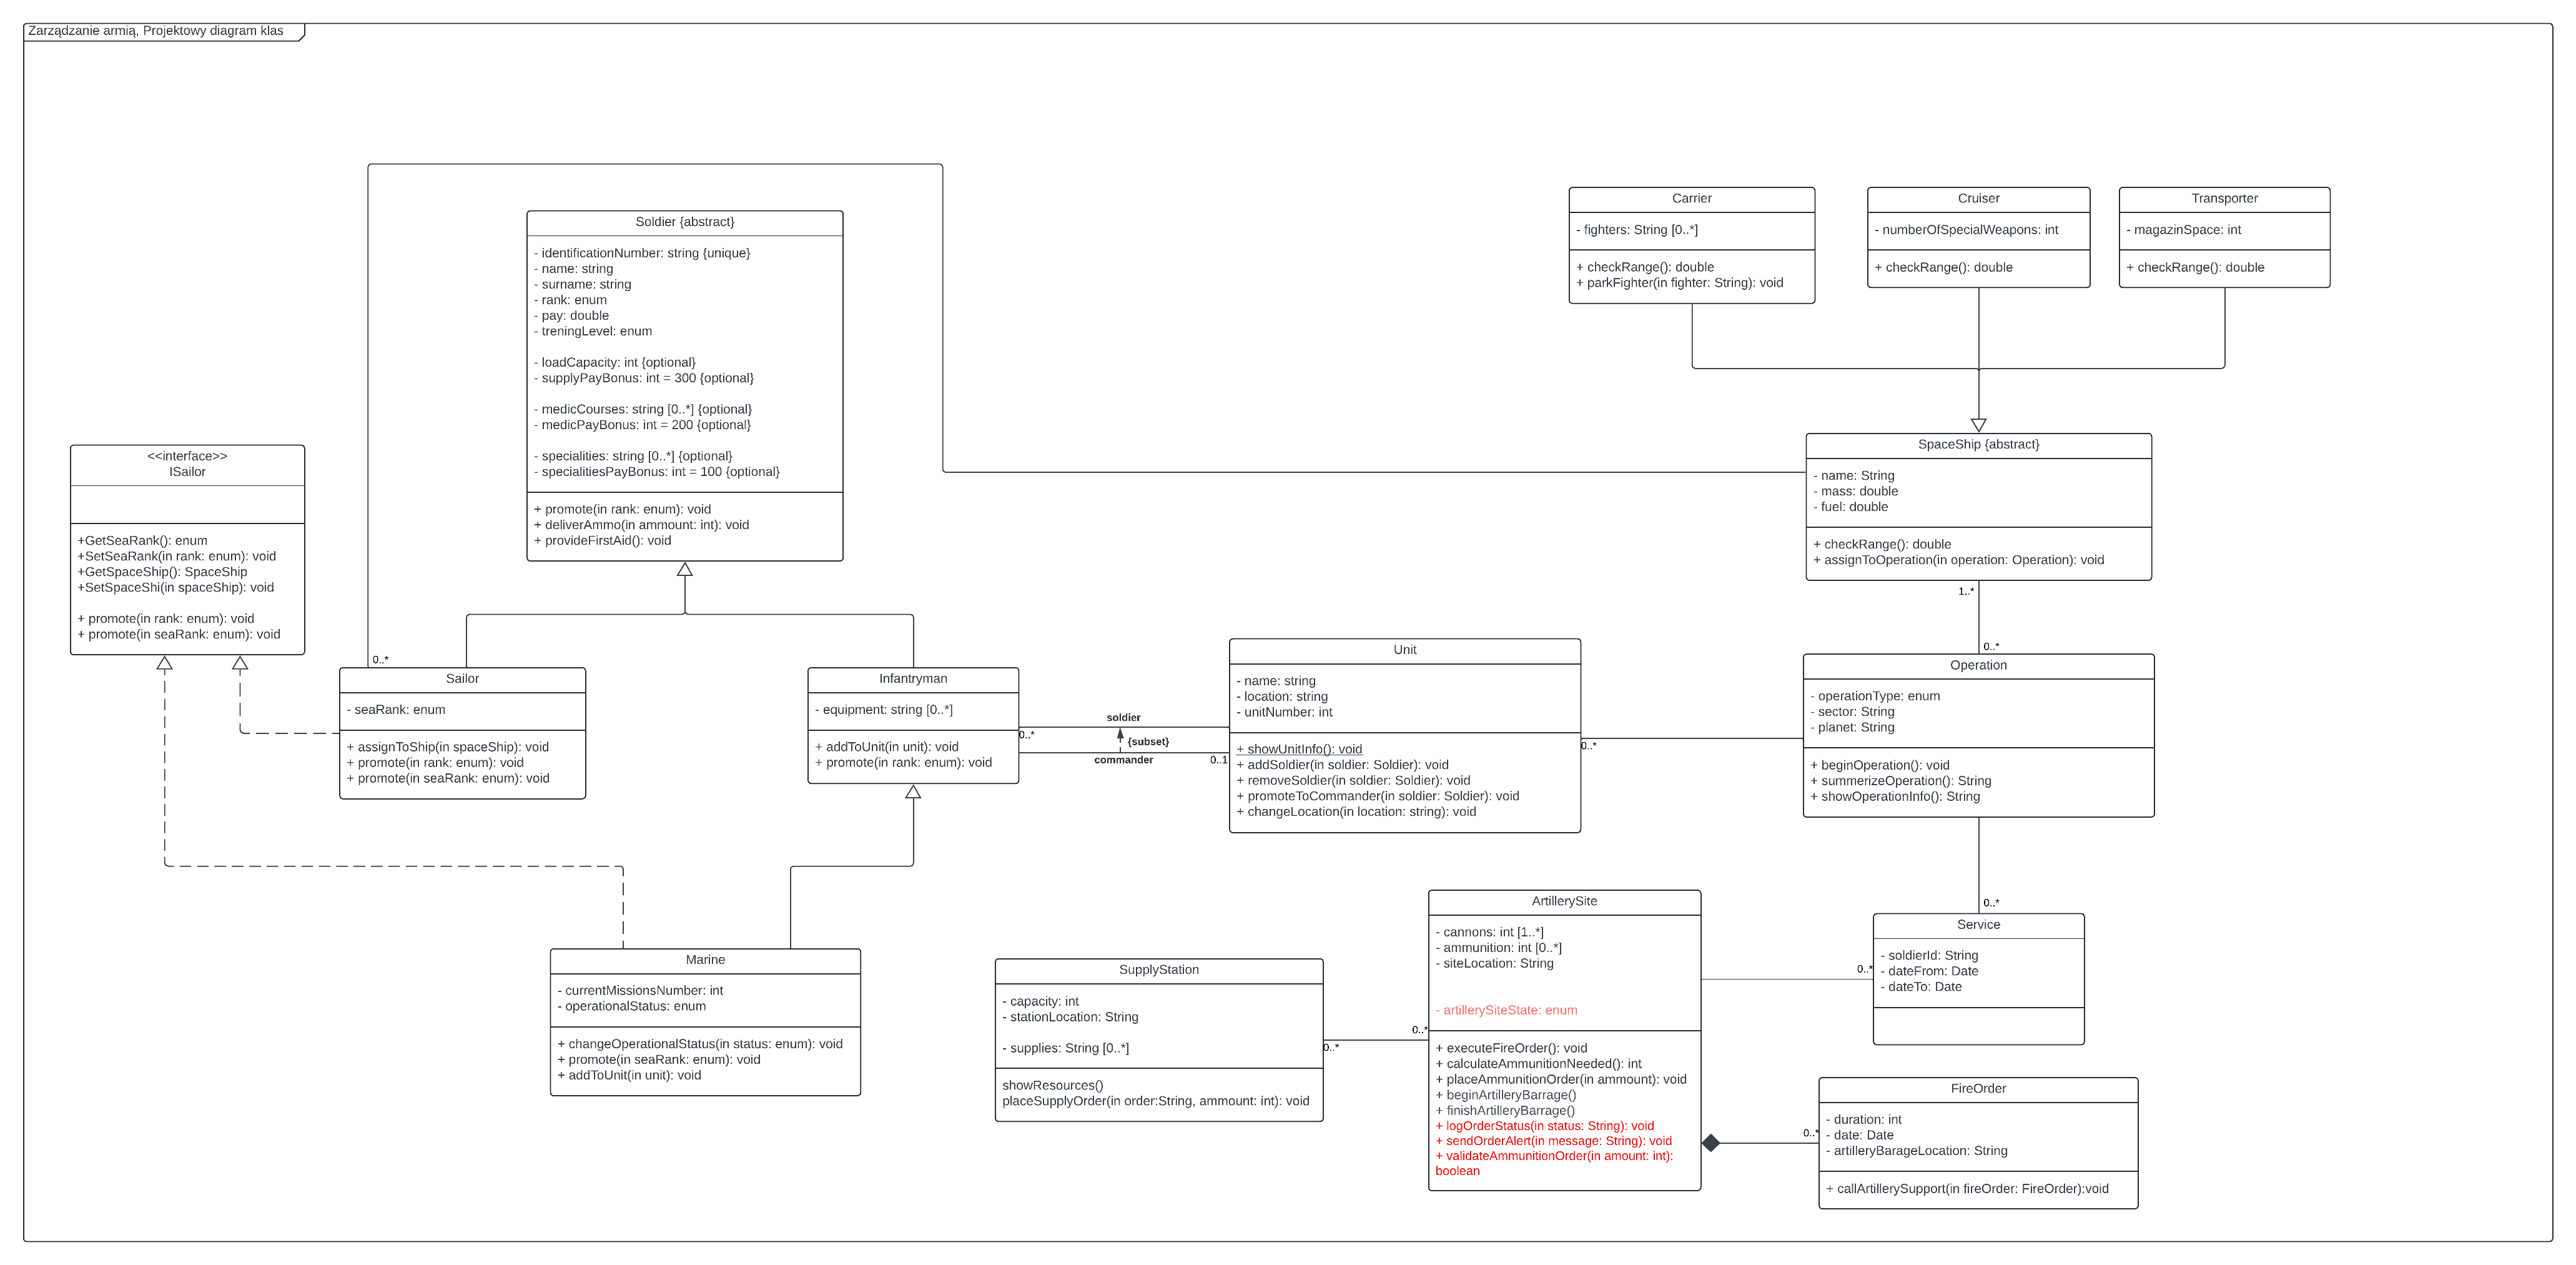 Zarządzanie armią, Projektowy diagram klas
Soldier {abstract}
- identificationNumber: string {unique}
- name: string
- surname: string
- rank: enum
- pay: double
- treningLevel: enum
- loadCapacity: int {optional}
- supplyPayBonus: int = 300 {optional}
- medicCourses: string [0..*] {optional}
- medicPayBonus: int = 200 {optional}
- specialities: string [0..*] {optional}
- specialitiesPayBonus: int = 100 {optional}
+ promote(in rank: enum): void
+ deliverAmmo(in ammount: int): void
+ provideFirstAid(): void
Carrier
- fighters: String [0..*]
+ checkRange(): double
+ parkFighter(in fighter: String): void
Cruiser
- numberOfSpecialWeapons: int
+ checkRange(): double
Transporter
- magazinSpace: int
+ checkRange(): double
<<interface>>
ISailor
+GetSeaRank(): enum
+SetSeaRank(in rank: enum): void
+GetSpaceShip(): SpaceShip
+SetSpaceShi(in spaceShip): void
+ promote(in rank: enum): void
+ promote(in seaRank: enum): void
SpaceShip {abstract}
- name: String
- mass: double
- fuel: double
+ checkRange(): double
+ assignToOperation(in operation: Operation): void
1..*
0..*
0..*
Sailor
- seaRank: enum
+ assignToShip(in spaceShip): void
+ promote(in rank: enum): void
+ promote(in seaRank: enum): void
Infantryman
- equipment: string [0..*]
+ addToUnit(in unit): void
+ promote(in rank: enum): void
soldier
0..*
{subset}
commander
0..1
Unit
- name: string
- location: string
- unitNumber: int
+ showUnitInfo(): void
+ addSoldier(in soldier: Soldier): void
+ removeSoldier(in soldier: Soldier): void
+ promoteToCommander(in soldier: Soldier): void
+ changeLocation(in location: string): void
0..*
Operation
- operationType: enum
- sector: String
- planet: String
+ beginOperation(): void
+ summerizeOperation(): String
+ showOperationInfo(): String
0..*
Marine
- currentMissionsNumber: int
- operationalStatus: enum
+ changeOperationalStatus(in status: enum): void
+ promote(in seaRank: enum): void
+ addToUnit(in unit): void
SupplyStation
- capacity: int
- stationLocation: String
- supplies: String [0..*]
showResources()
placeSupplyOrder(in order:String, ammount: int): void
0..*
0..*
ArtillerySite
- cannons: int [1..*]
- ammunition: int [0..*]
- siteLocation: String
- artillerySiteState: enum
+ executeFireOrder(): void
+ calculateAmmunitionNeeded(): int
+ placeAmmunitionOrder(in ammount): void
+ beginArtilleryBarrage()
+ finishArtilleryBarrage()
+ logOrderStatus(in status: String): void
+ sendOrderAlert(in message: String): void
+ validateAmmunitionOrder(in amount: int):
boolean
0..*
Service
- soldierId: String
- dateFrom: Date
- dateTo: Date
0..*
FireOrder
- duration: int
- date: Date
- artilleryBarageLocation: String
+ callArtillerySupport(in fireOrder: FireOrder):void